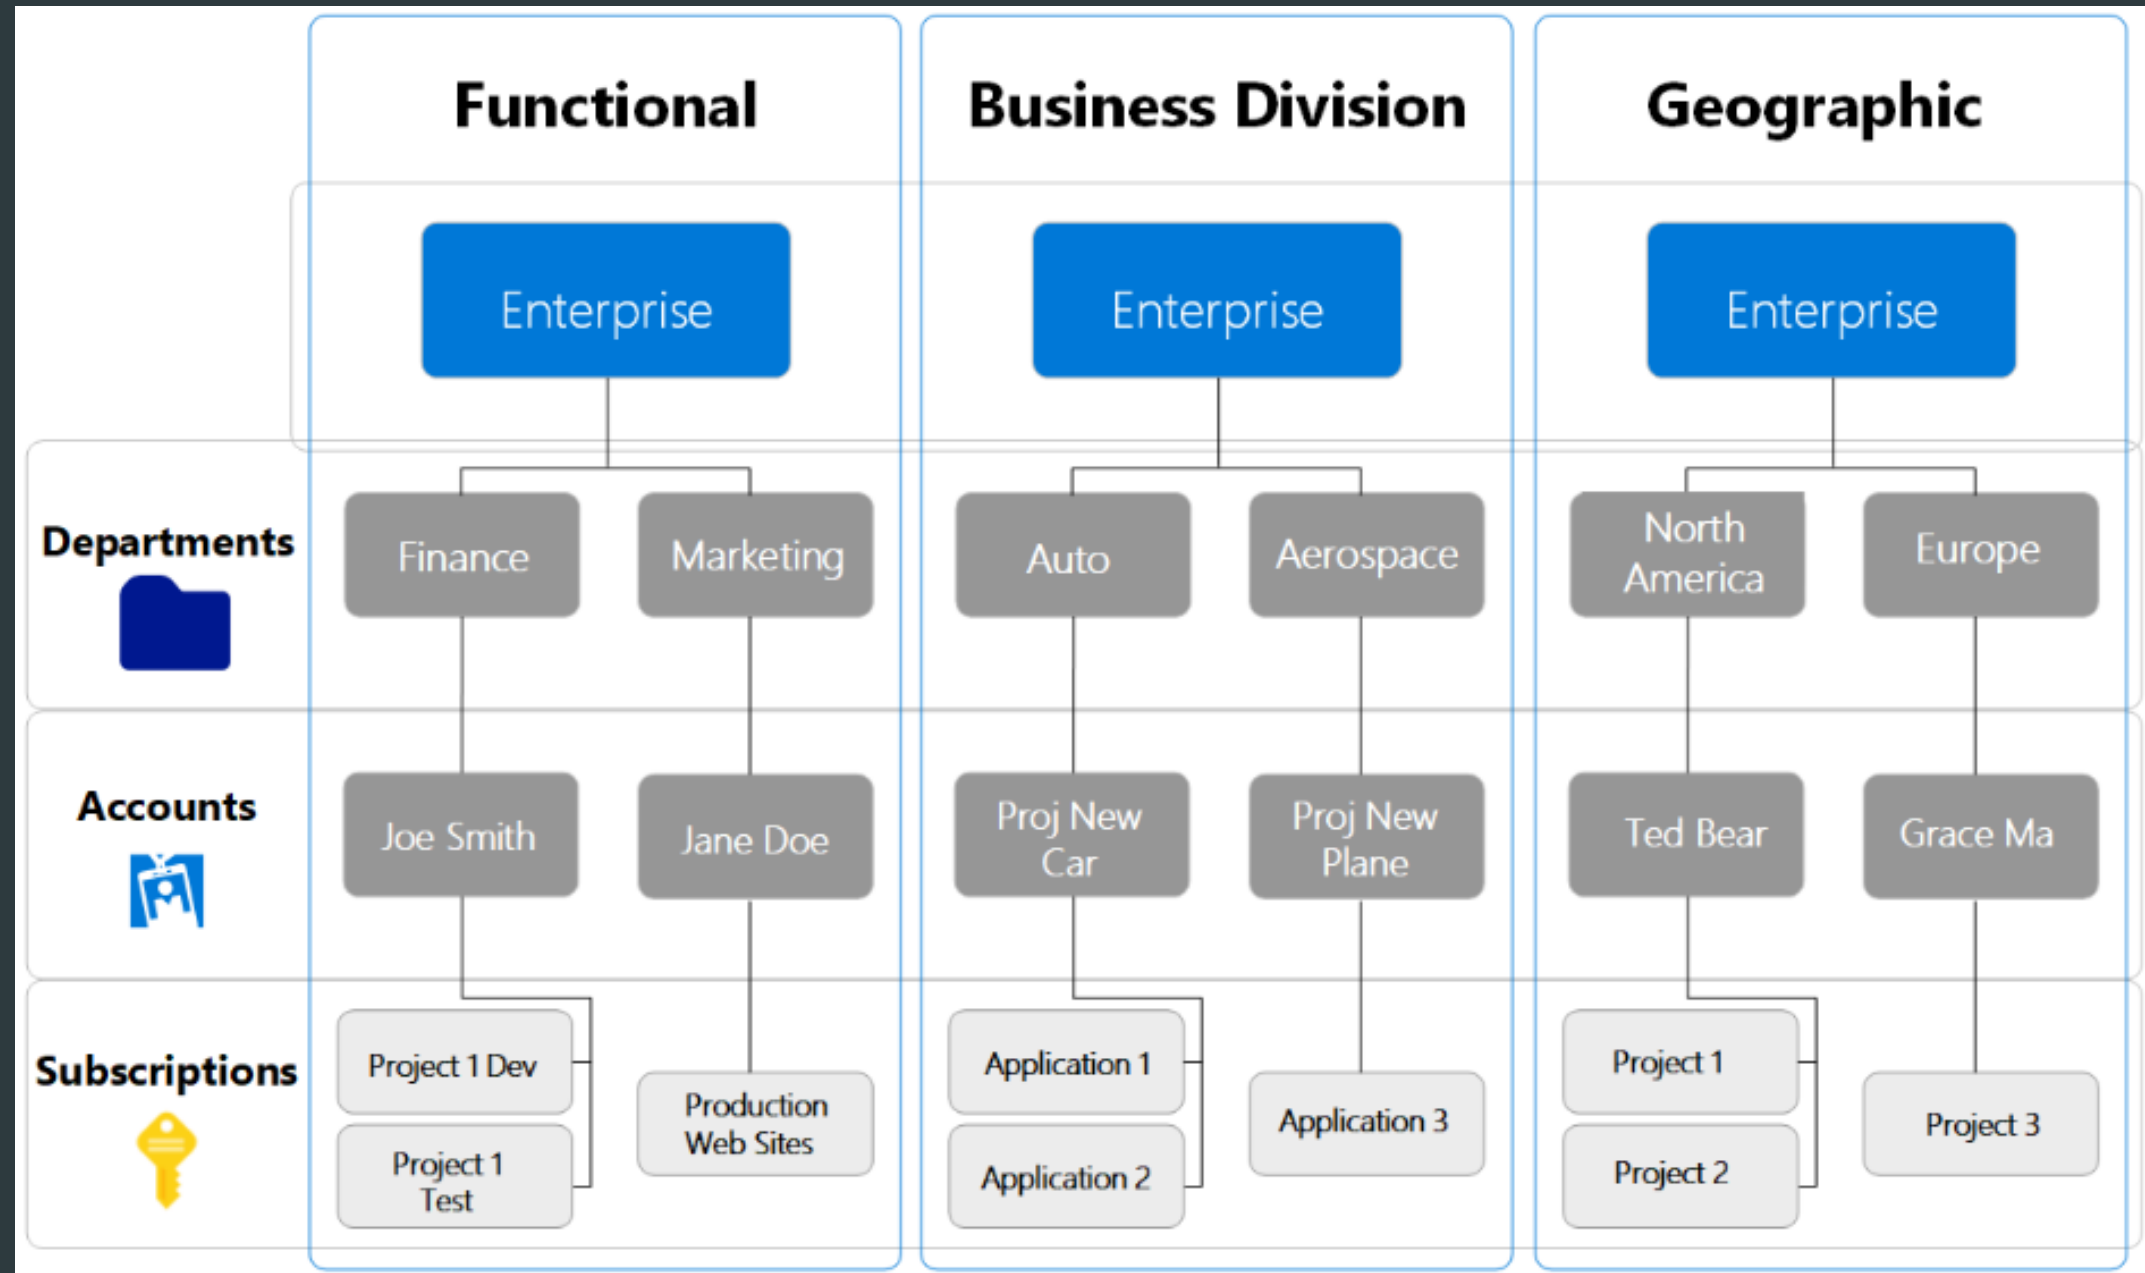 Functional
Business Division
Geographic
Enterprise
Enterprise
Enterprise
Departments
Finance
Marketing
Auto
Aerospace
North
America
Europe
Accounts
Joe Smith
Jane Doe
Proj New
Car
Proj New
Plane
Ted Bear
Grace Ma
Subscriptions
Project 1 Dev
Project 1
Test
Production
Web Sites
Application 1
Application 2
Application 3
Project 1
Project 2
Project 3